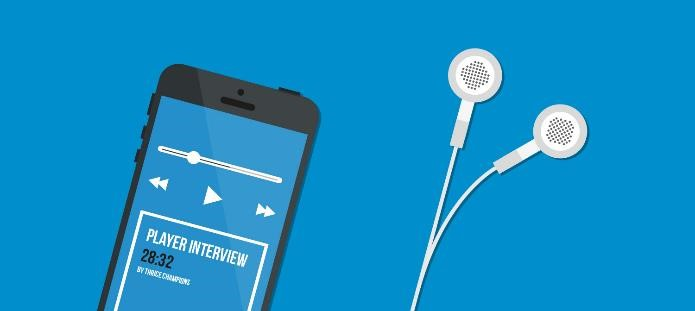 PLAYER INTERVIEW
28:32
BY THRICE CHAMPIONS